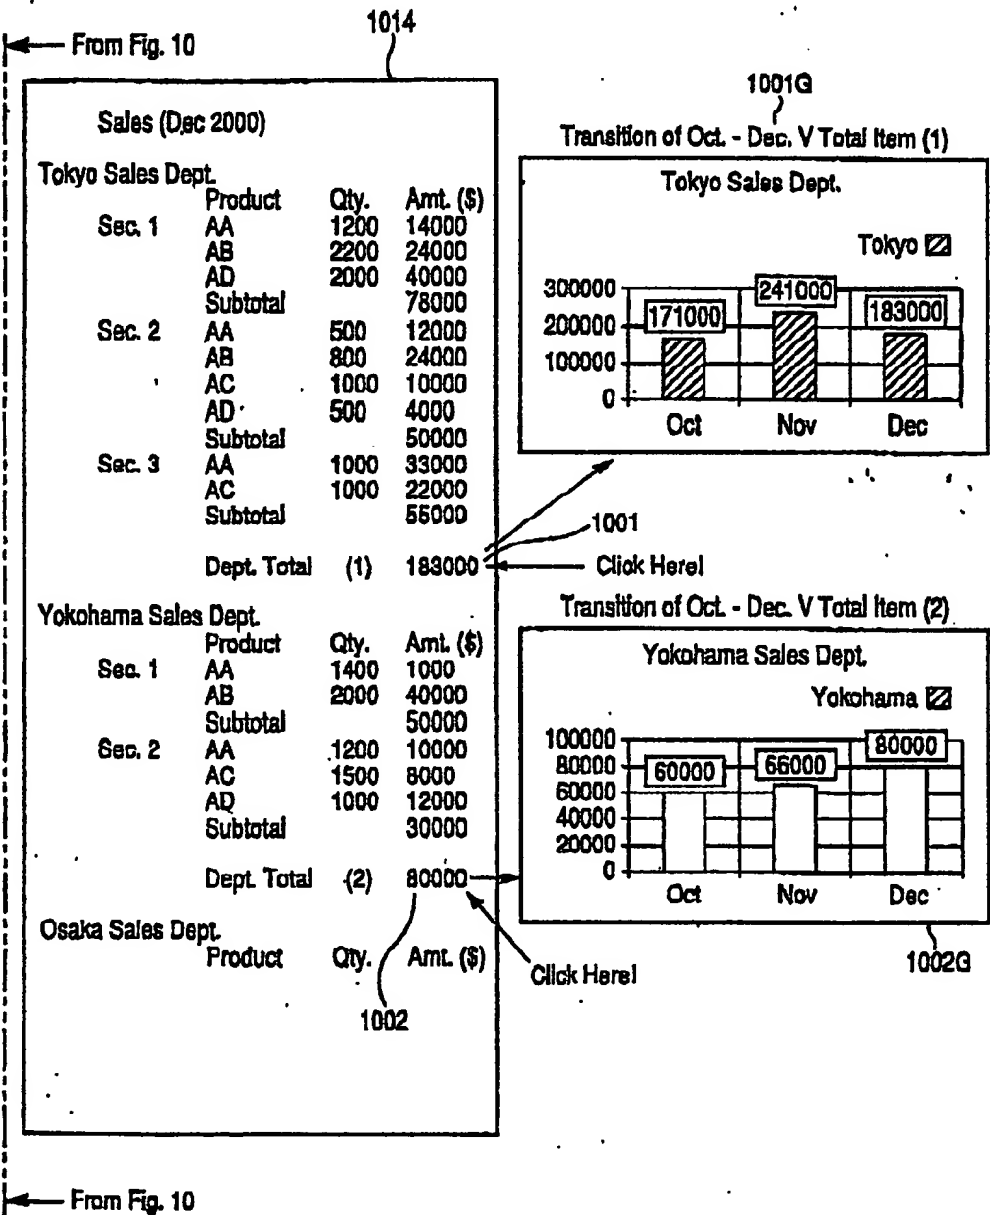 From Fig. 10
1014
Sales (Dec 2000)
Tokyo Sales Dept.
Product Qty. Amt. ($)
Sec. 1 AA 1200 14000
AB 2200 24000
AD 2000 40000
Subtotal 78000
Sec. 2 AA 500 12000
AB 800 24000
AC 1000 10000
AD 500 4000
Subtotal 50000
Sec. 3 AA 1000 33000
AC 1000 22000
Subtotal 55000
Dept. Total (1) 183000
Yokohama Sales Dept.
Product Qty. Amt. ($)
Sec. 1 AA 1400 1000
AB 2000 40000
Subtotal 50000
Sec. 2 AA 1200 10000
AC 1500 8000
AD 1000 12000
Subtotal 30000
Dept. Total (2) 80000
Osaka Sales Dept.
Product Qty. Amt. ($)
1002
From Fig. 10
1001G
Transition of Oct. - Dec. V Total Item (1)
Tokyo Sales Dept.
Tokyo
300000
200000
100000
0
171000
241000
183000
Oct Nov Dec
1001
Click Here!
Transition of Oct. - Dec. V Total Item (2)
Yokohama Sales Dept.
Yokohama
100000
80000
60000
40000
20000
0
60000
66000
80000
Oct Nov Dec
1002G
Click Here!